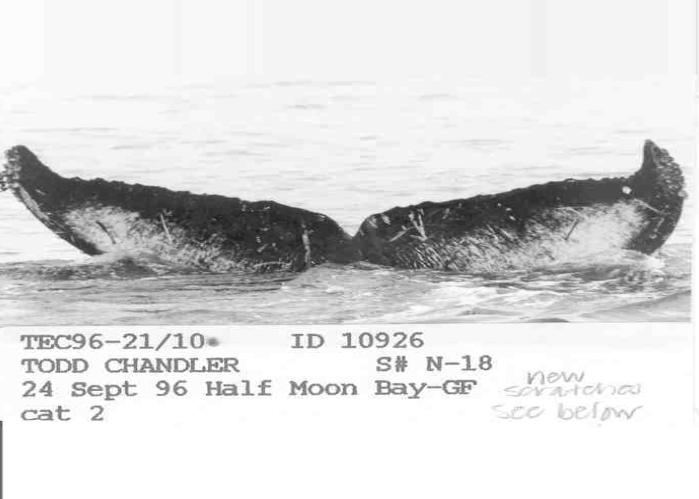 TEC96-21/10 ID 10926
TODD CHANDLER S# N-18
24 Sept 96 Half Moon Bay-GF
cat 2
new
scratches
see below